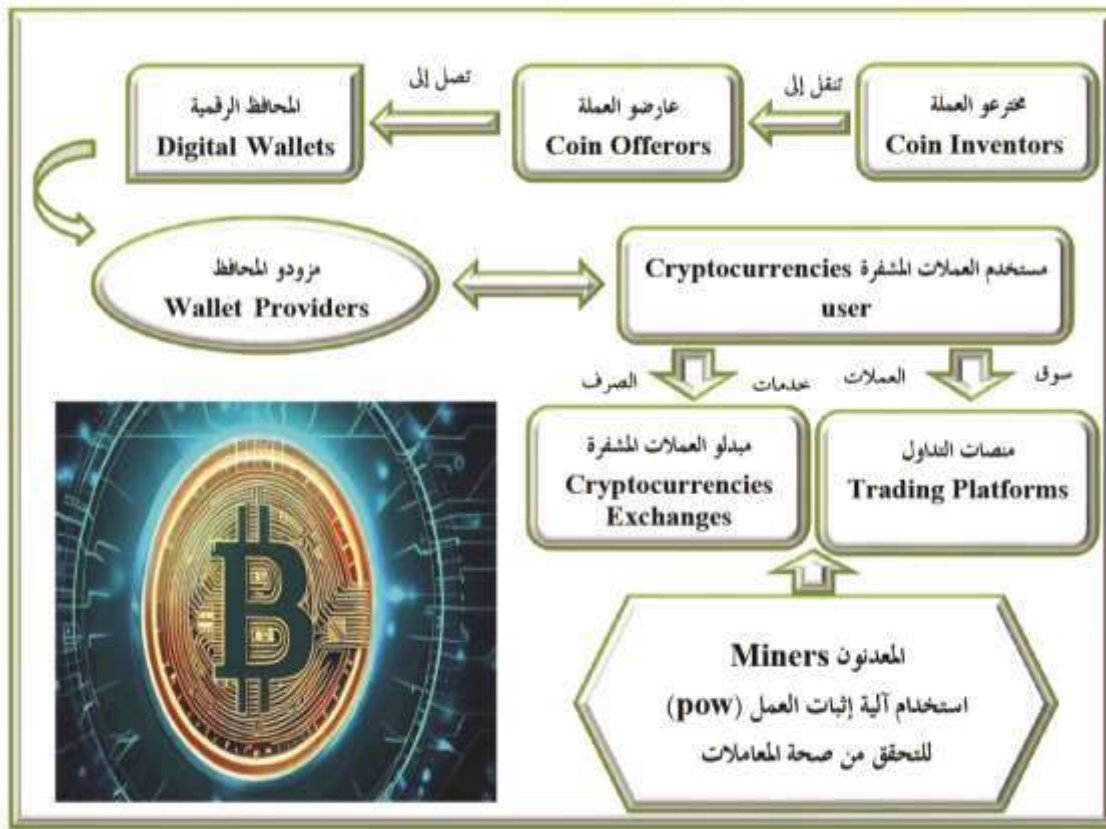 مخترعو العملة
Coin Inventors
تنقل إلى
عارضو العملة
Coin Offerors
تصل إلى
المحافظ الرقمية
Digital Wallets
مزودو المحافظ
Wallet Providers
مستخدم العملات المشفرة Cryptocurrencies
user
سوق العملات
خدمات الصرف
منصات التداول
Trading Platforms
مبدلو العملات المشفرة
Cryptocurrencies
Exchanges
المعدنون Miners
استخدام آلية إثبات العمل (pow)
للتحقق من صحة المعاملات